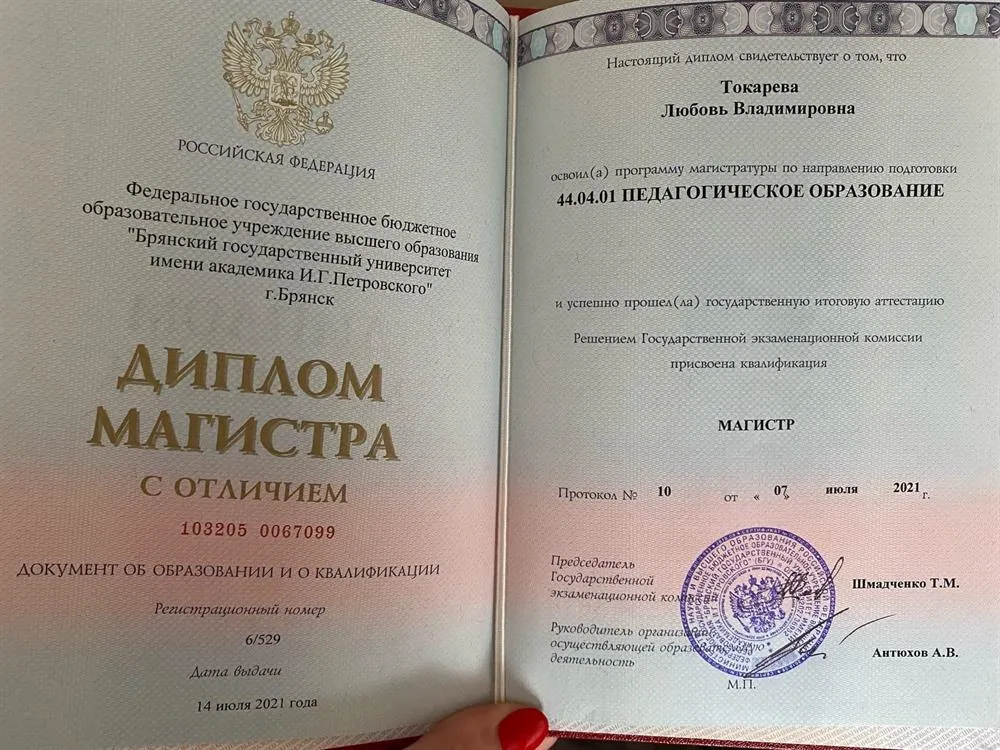 РОССИЙСКАЯ ФЕДЕРАЦИЯ
Федеральное государственное бюджетное
образовательное учреждение высшего образования
"Брянский государственный университет
имени академика И.Г.Петровского"
г.Брянск
ДИПЛОМ
МАГИСТРА
С ОТЛИЧИЕМ
103205 0067099
ДОКУМЕНТ ОБ ОБРАЗОВАНИИ И О КВАЛИФИКАЦИИ
Регистрационный номер
6/529
Дата выдачи
14 июля 2021 года
Настоящий диплом свидетельствует о том, что
Токарева
Любовь Владимировна
освоил(а) программу магистратуры по направлению подготовки
44.04.01 ПЕДАГОГИЧЕСКОЕ ОБРАЗОВАНИЕ
и успешно прошел(ла) государственную итоговую аттестацию
Решением Государственной экзаменационной комиссии
присвоена квалификация
МАГИСТР
Протокол № 10 от « 07 » июля 2021 г.
Председатель
Государственной
экзаменационной комиссии
Шмадченко Т.М.
Руководитель организации,
осуществляющей образовательную
деятельность
Антюхов А.В.
М.П.